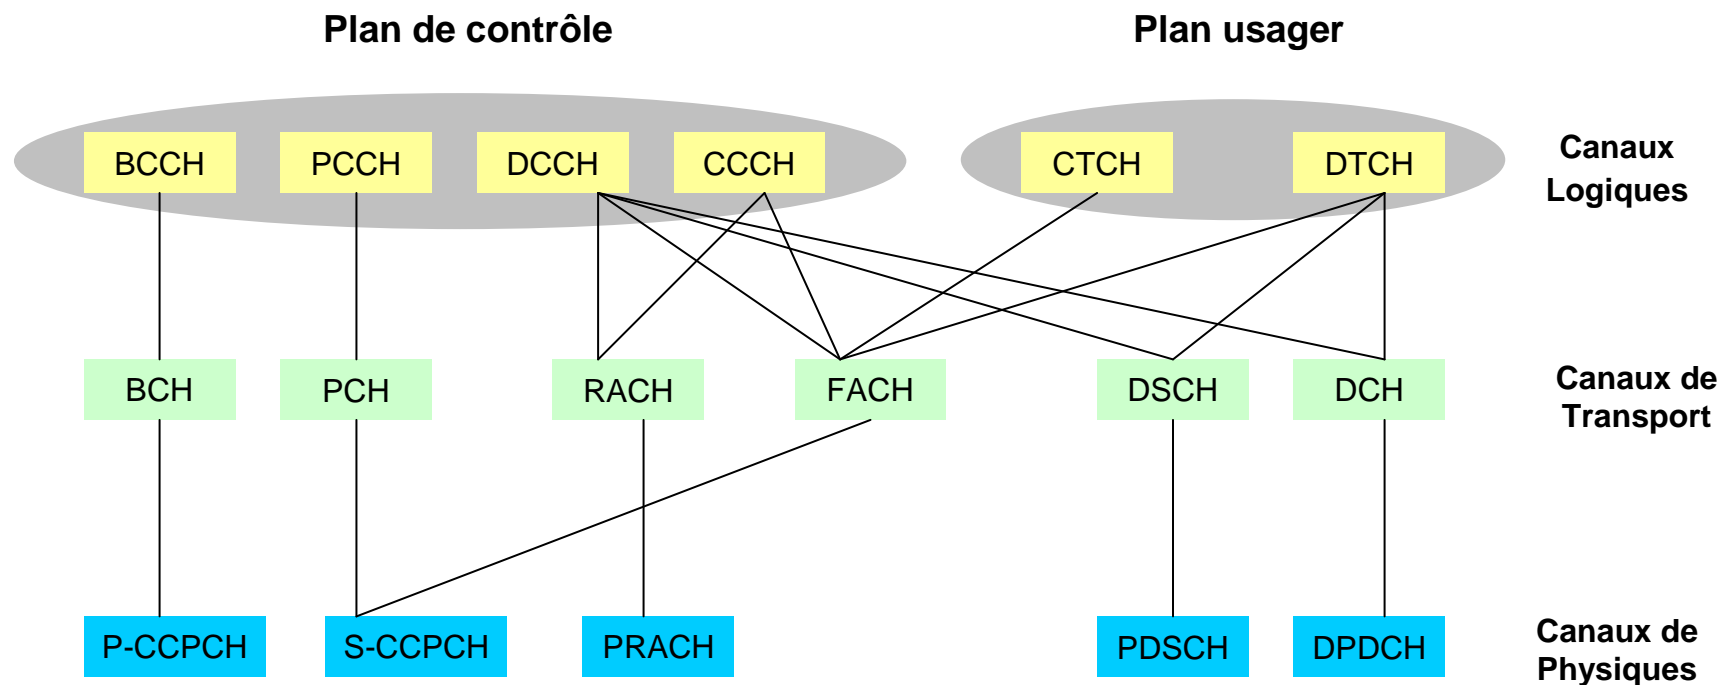 Plan de contrôle
Plan usager
BCCH
PCCH
DCCH
CCCH
CTCH
DTCH
Canaux
Logiques
BCH
PCH
RACH
FACH
DSCH
DCH
Canaux de
Transport
P-CCPCH
S-CCPCH
PRACH
PDSCH
DPDCH
Canaux de
Physiques